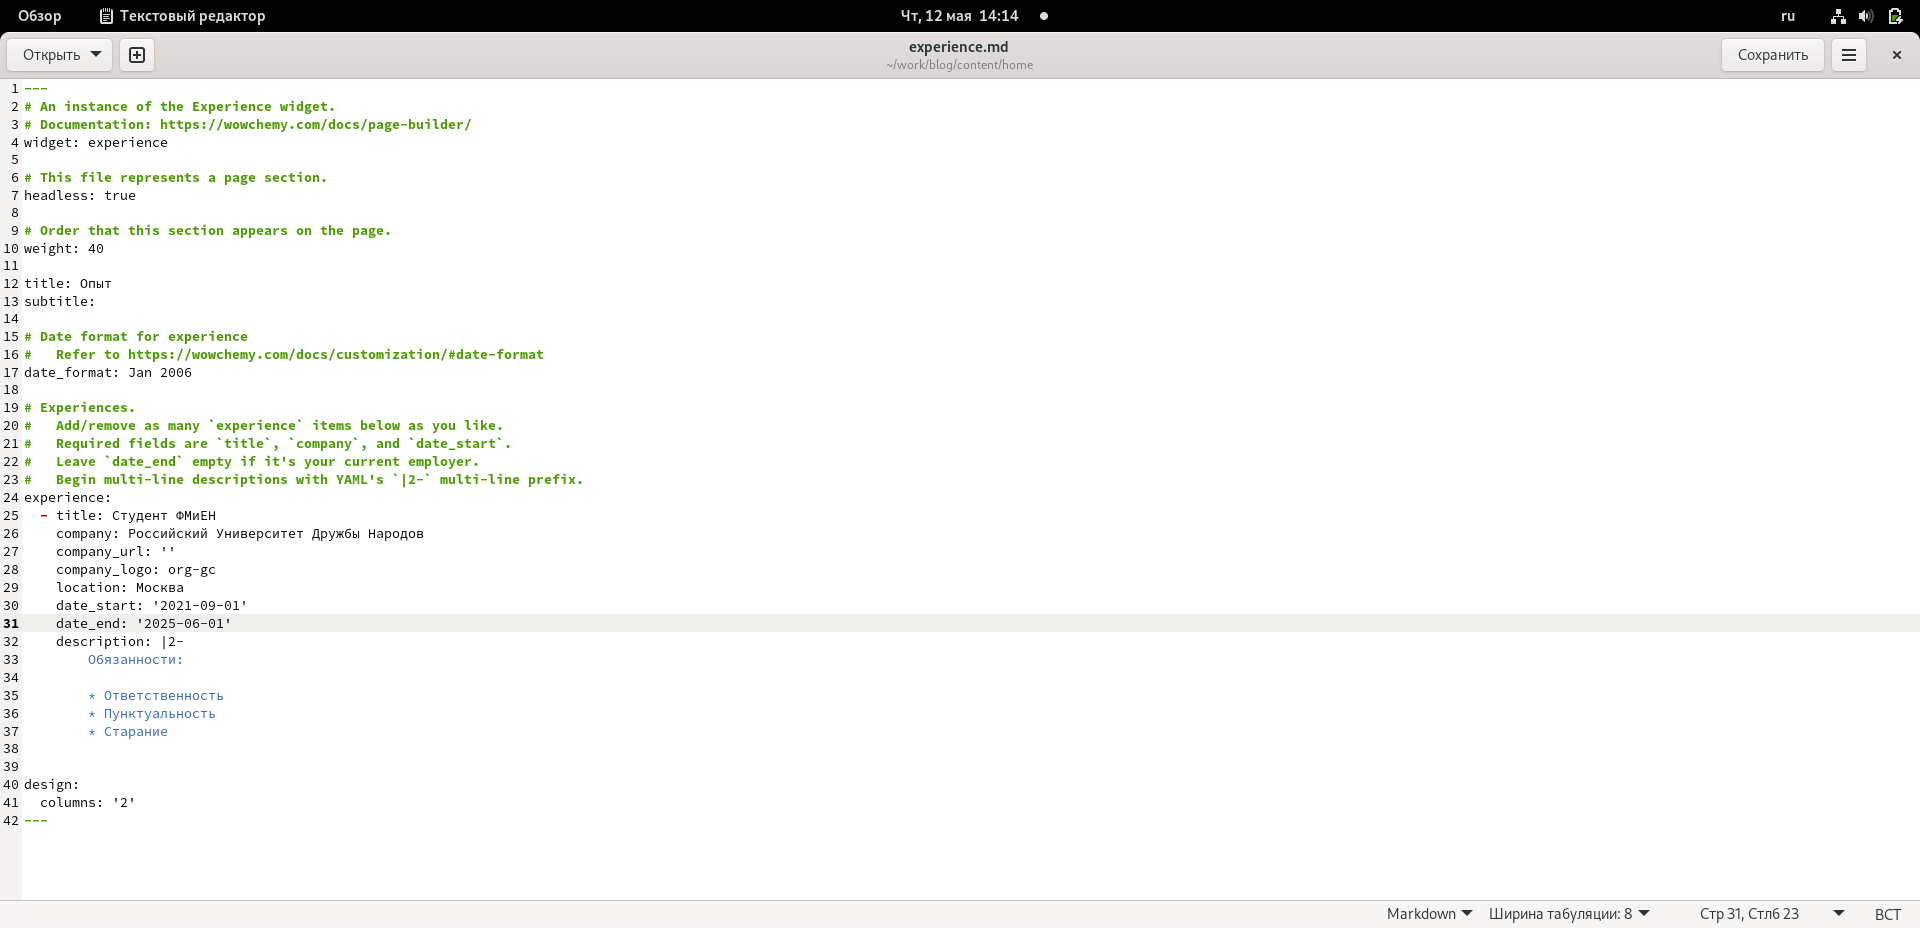 Обзор Текстовый редактор Чт, 12 мая 14:14 ru
Открыть experience.md Сохранить
~/work/blog/content/home
1 ---
2 # An instance of the Experience widget.
3 # Documentation: https://wowchemy.com/docs/page-builder/
4 widget: experience
5
6 # This file represents a page section.
7 headless: true
8
9 # Order that this section appears on the page.
10 weight: 40
11
12 title: Опыт
13 subtitle:
14
15 # Date format for experience
16 #   Refer to https://wowchemy.com/docs/customization/#date-format
17 date_format: Jan 2006
18
19 # Experiences.
20 #   Add/remove as many `experience` items below as you like.
21 #   Required fields are `title`, `company`, and `date_start`.
22 #   Leave `date_end` empty if it's your current employer.
23 #   Begin multi-line descriptions with YAML's `|2-` multi-line prefix.
24 experience:
25   - title: Студент ФМиЕН
26     company: Российский Университет Дружбы Народов
27     company_url: ''
28     company_logo: org-gc
29     location: Москва
30     date_start: '2021-09-01'
31     date_end: '2025-06-01'
32     description: |2-
33         Обязанности:
34
35         * Ответственность
36         * Пунктуальность
37         * Старание
38
39
40 design:
41   columns: '2'
42 ---
Markdown Ширина табуляции: 8 Стр 31, Стлб 23 ВСТ